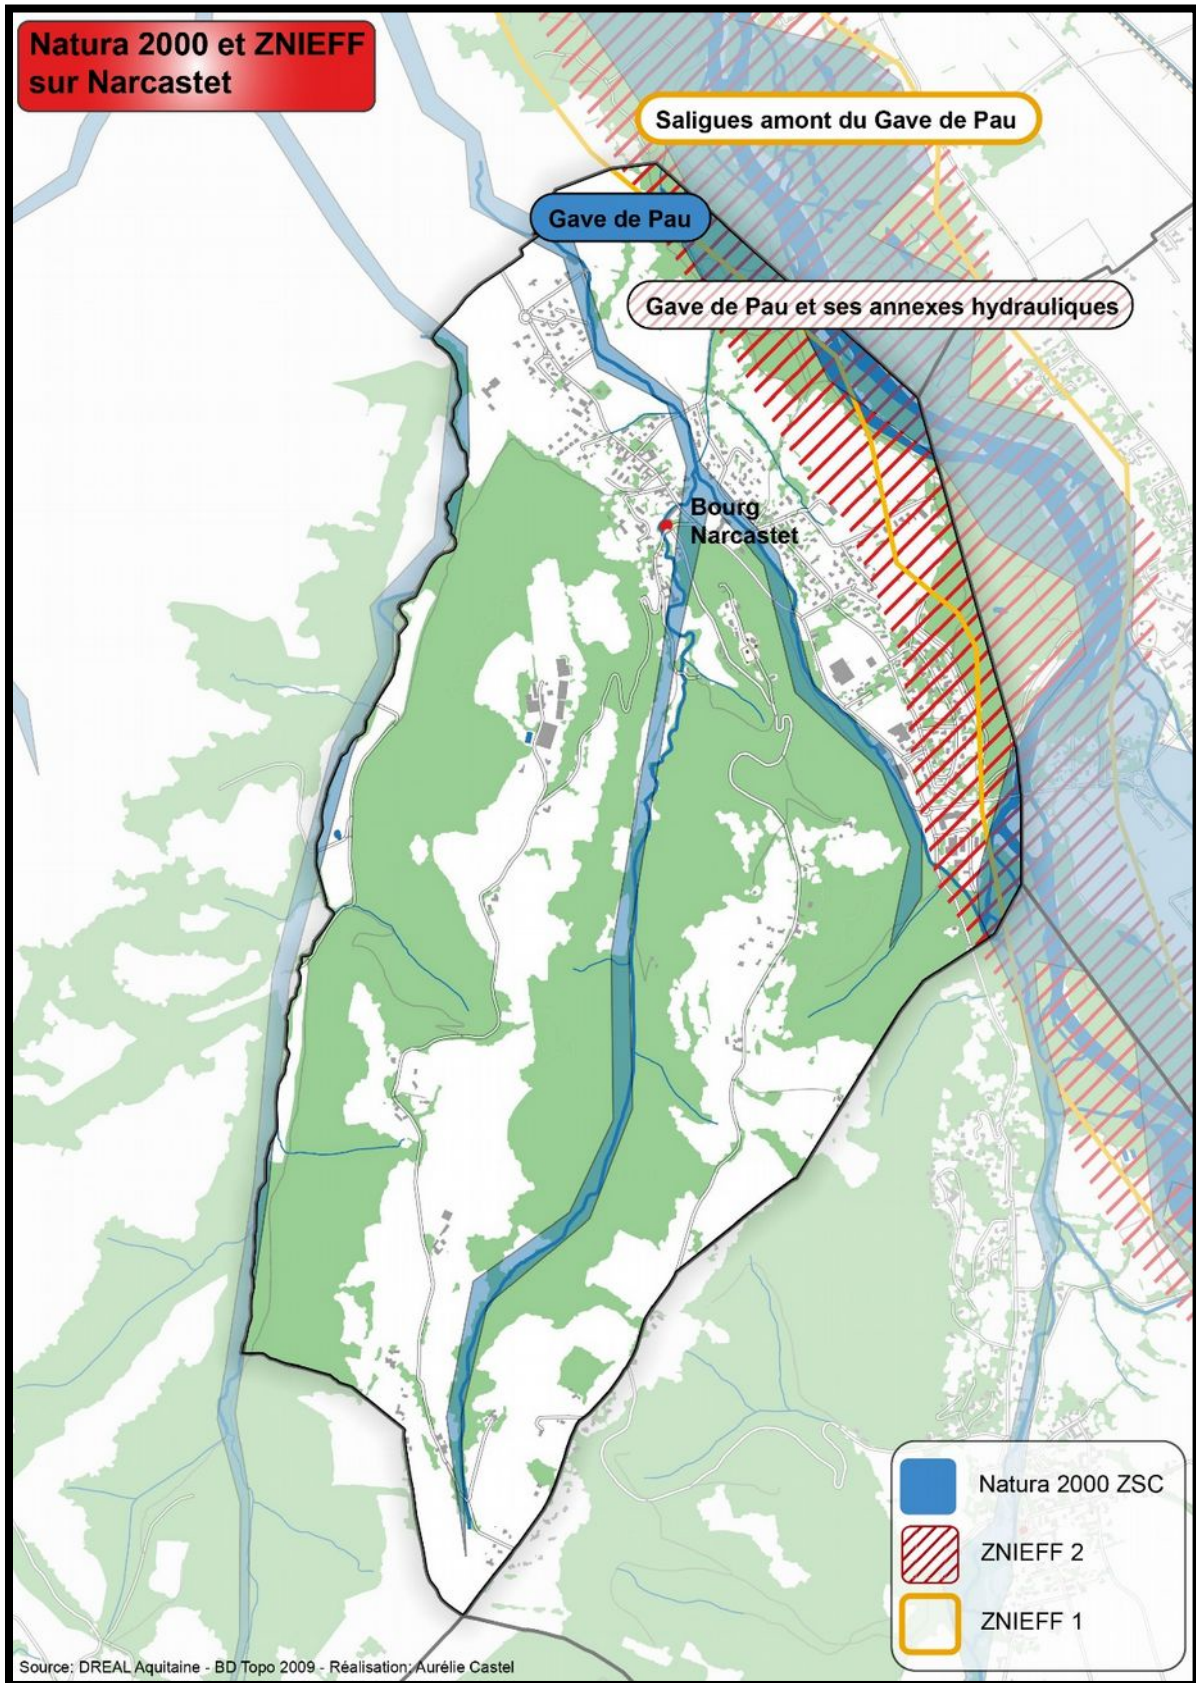 Natura 2000 et ZNIEFF
sur Narcastet
Saligues amont du Gave de Pau
Gave de Pau
Gave de Pau et ses annexes hydrauliques
Bourg
Narcastet
Natura 2000 ZSC
ZNIEFF 2
ZNIEFF 1
Source: DREAL Aquitaine - BD Topo 2009 - Réalisation: Aurélie Castel